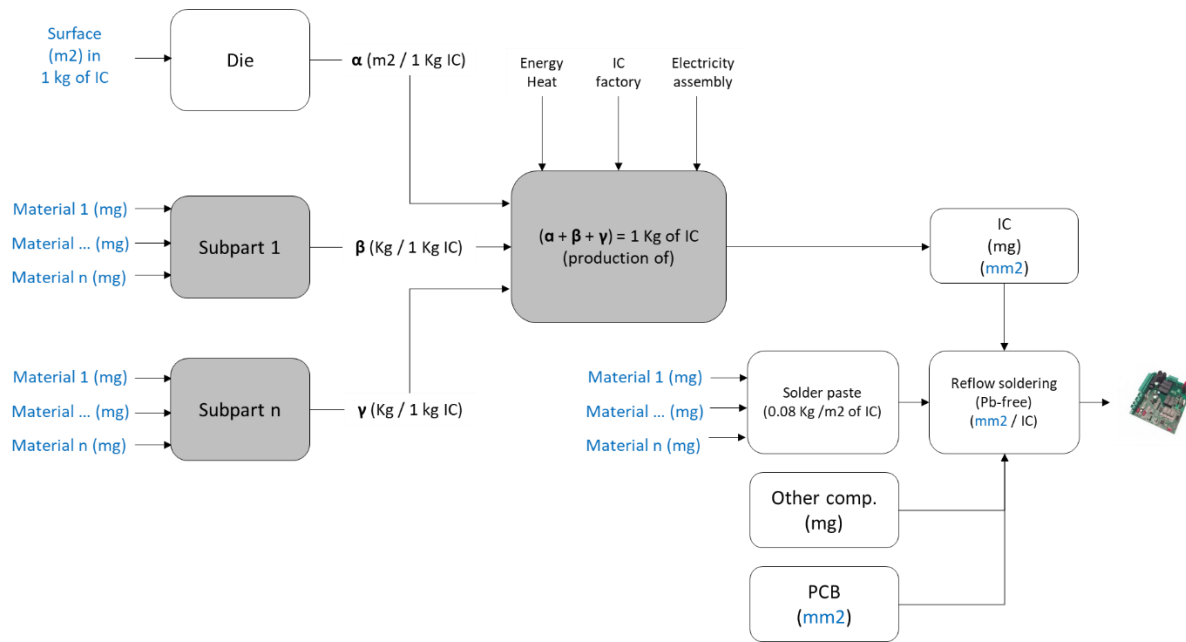 Surface
(m2) in
1 kg of IC
Die
α (m2 / 1 Kg IC)
Energy
Heat
IC
factory
Electricity
assembly
Material 1 (mg)
Material ... (mg)
Material n (mg)
Subpart 1
β (Kg / 1 Kg IC)
(α + β + γ) = 1 Kg of IC
(production of)
IC
(mg)
(mm2)
Material 1 (mg)
Material ... (mg)
Material n (mg)
Subpart n
γ (Kg / 1 kg IC)
Material 1 (mg)
Material ... (mg)
Material n (mg)
Solder paste
(0.08 Kg /m2 of IC)
Reflow soldering
(Pb-free)
(mm2 / IC)
Other comp.
(mg)
PCB
(mm2)